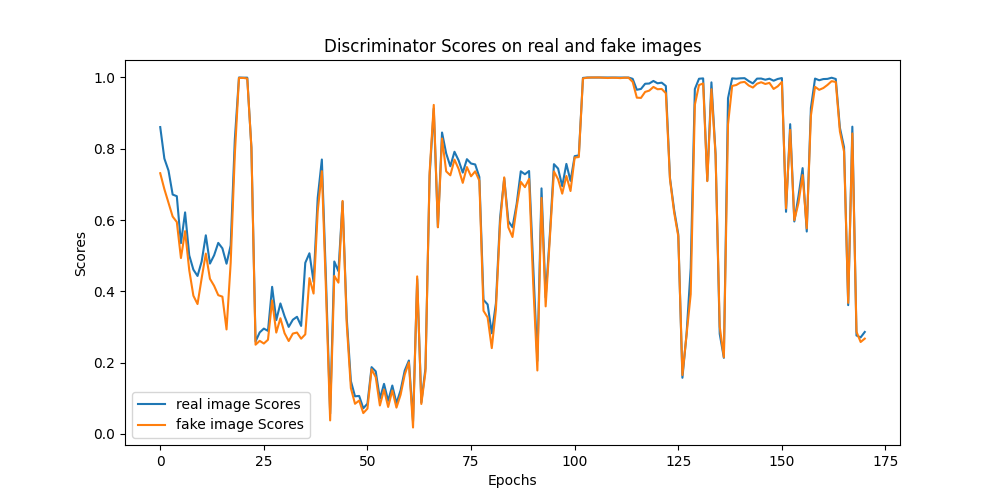 Discriminator Scores on real and fake images
Scores
1.0
0.8
0.6
0.4
0.2
0.0
real image Scores
fake image Scores
0 25 50 75 100 125 150 175
Epochs